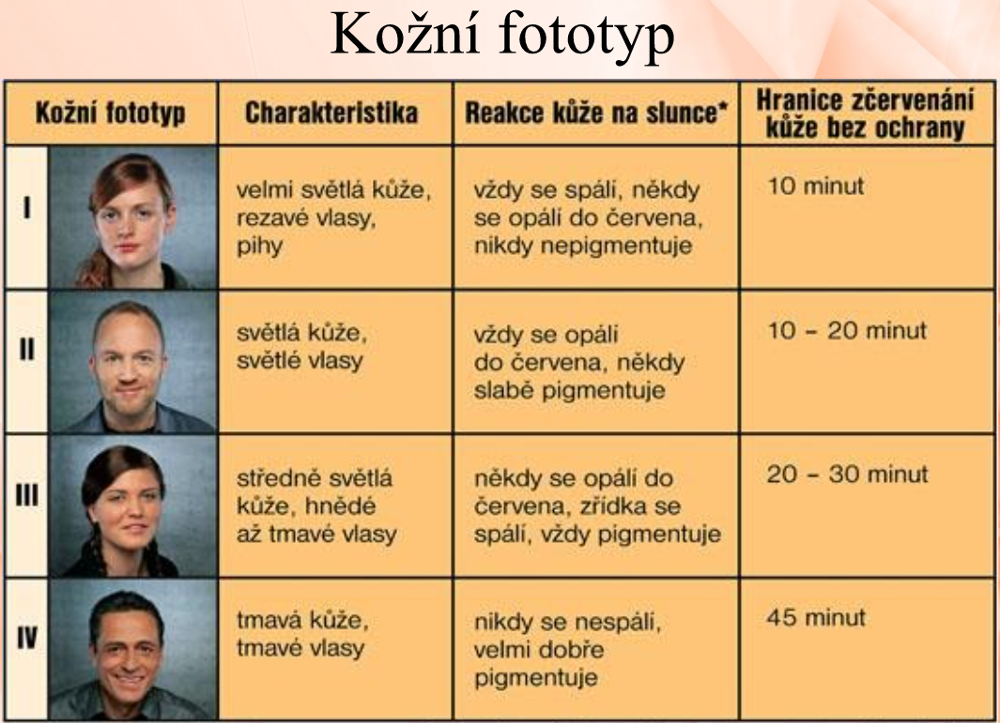 Kožní fototyp
Kožní fototyp
Charakteristika
Reakce kůže na slunce*
Hranice zčervenání
kůže bez ochrany
I
velmi světlá kůže,
rezavé vlasy,
pihy
vždy se spálí, někdy
se opálí do červena,
nikdy nepigmentuje
10 minut
II
světlá kůže,
světlé vlasy
vždy se opálí
do červena, někdy
slabě pigmentuje
10 – 20 minut
III
středně světlá
kůže, hnědé
až tmavé vlasy
někdy se opálí do
červena, zřídka se
spálí, vždy pigmentuje
20 – 30 minut
IV
tmavá kůže,
tmavé vlasy
nikdy se nespálí,
velmi dobře
pigmentuje
45 minut